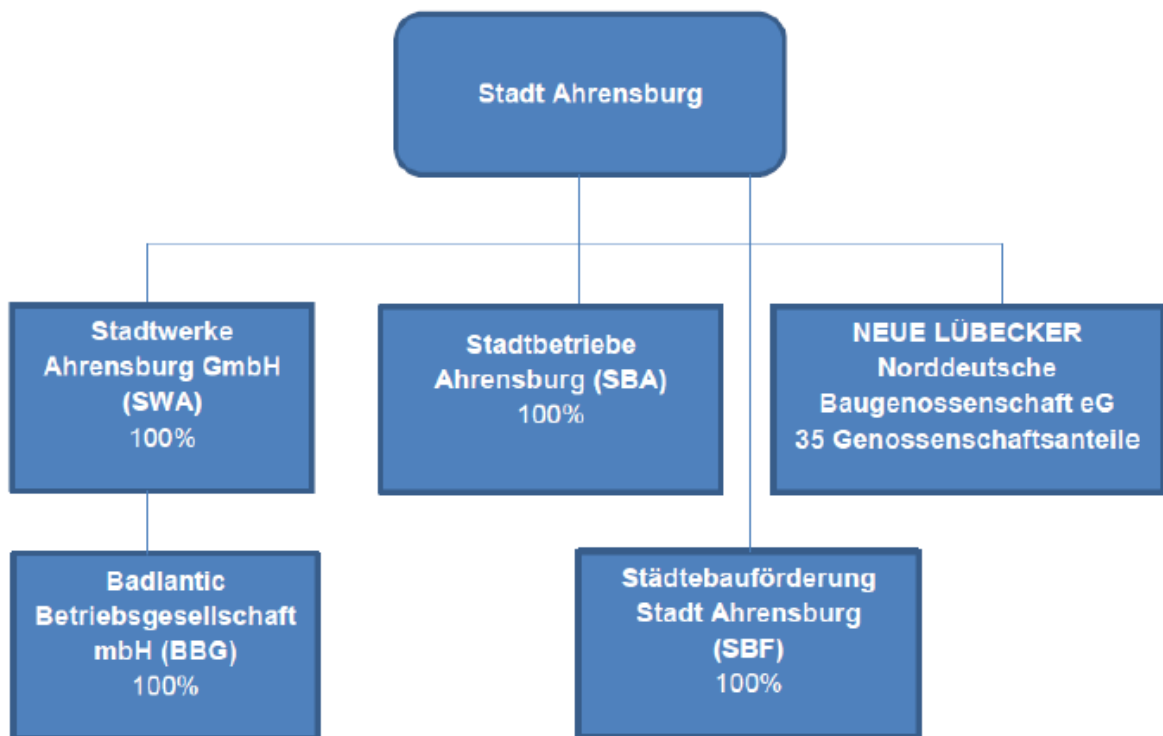 Stadt Ahrensburg
Stadtwerke
Ahrensburg GmbH
(SWA)
100%
Stadtbetriebe
Ahrensburg (SBA)
100%
NEUE LÜBECKER
Norddeutsche
Baugenossenschaft eG
35 Genossenschaftsanteile
Badlantic
Betriebsgesellschaft
mbH (BBG)
100%
Städtebauförderung
Stadt Ahrensburg
(SBF)
100%